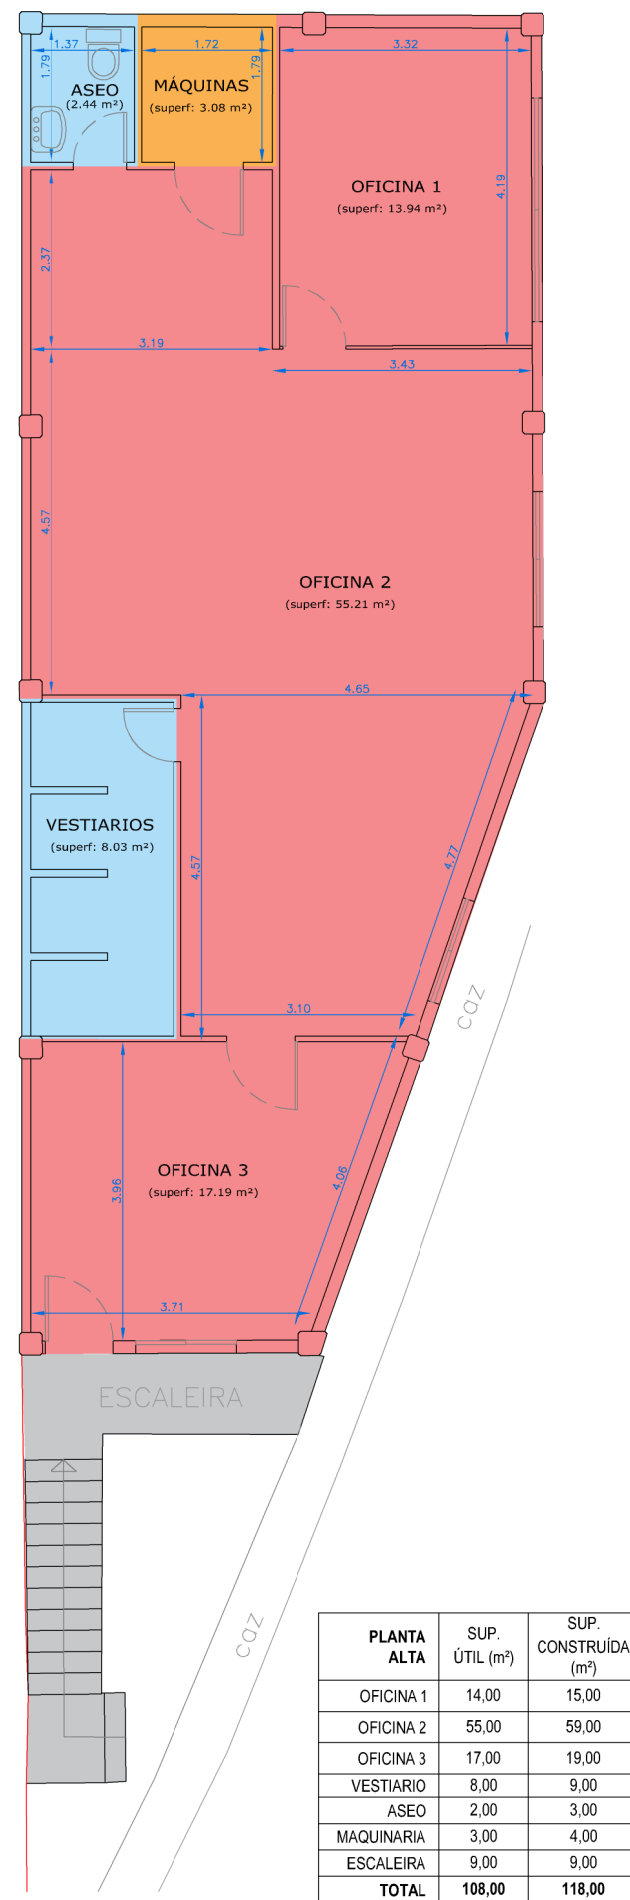 1.37
1.72
3.32
1.79
ASEO
(2.44 m²)
MÁQUINAS
(superf: 3.08 m²)
1.79
OFICINA 1
(superf: 13.94 m²)
4.19
2.37
3.19
3.43
4.57
OFICINA 2
(superf: 55.21 m²)
4.65
VESTIARIOS
(superf: 8.03 m²)
4.57
4.77
3.10
caz
OFICINA 3
(superf: 17.19 m²)
3.96
4.06
3.71
ESCALEIRA
caz
PLANTA ALTA SUP. ÚTIL (m²) SUP. CONSTRUÍDA (m²)
OFICINA 1 14,00 15,00
OFICINA 2 55,00 59,00
OFICINA 3 17,00 19,00
VESTIARIO 8,00 9,00
ASEO 2,00 3,00
MAQUINARIA 3,00 4,00
ESCALEIRA 9,00 9,00
TOTAL 108,00 118,00